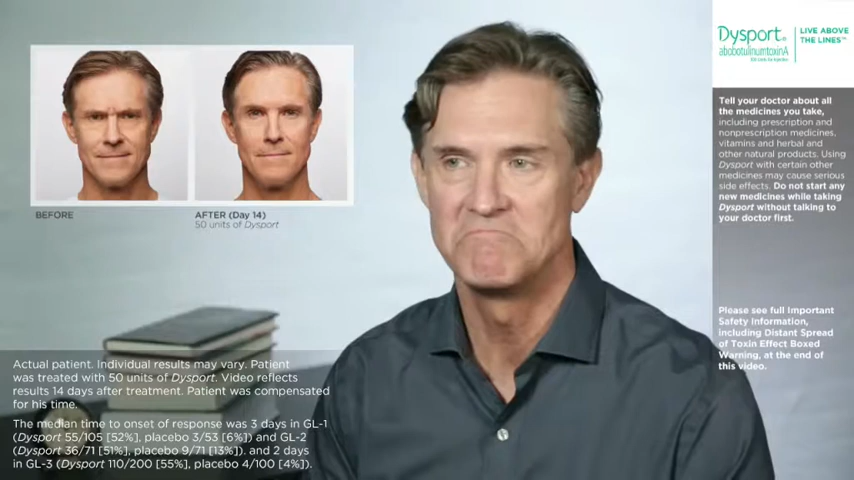 Dysport®
abobotulinumtoxinA
LIVE ABOVE
THE LINES™
Tell your doctor about all
the medicines you take,
including prescription and
nonprescription medicines,
vitamins and herbal and
other natural products. Using
Dysport with certain other
medicines may cause serious
side effects. Do not start any
new medicines while taking
Dysport without talking to
your doctor first.
BEFORE
AFTER (Day 14)
50 units of Dysport
Please see full Important
Safety Information,
including Distant Spread
of Toxin Effect Boxed
Warning, at the end of
this video.
Actual patient. Individual results may vary. Patient
was treated with 50 units of Dysport. Video reflects
results 14 days after treatment. Patient was compensated
for his time.
The median time to onset of response was 3 days in GL-1
(Dysport 55/105 [52%], placebo 3/53 [6%]) and GL-2
(Dysport 36/71 [51%], placebo 9/71 [13%]). and 2 days
in GL-3 (Dysport 110/200 [55%], placebo 4/100 [4%]).